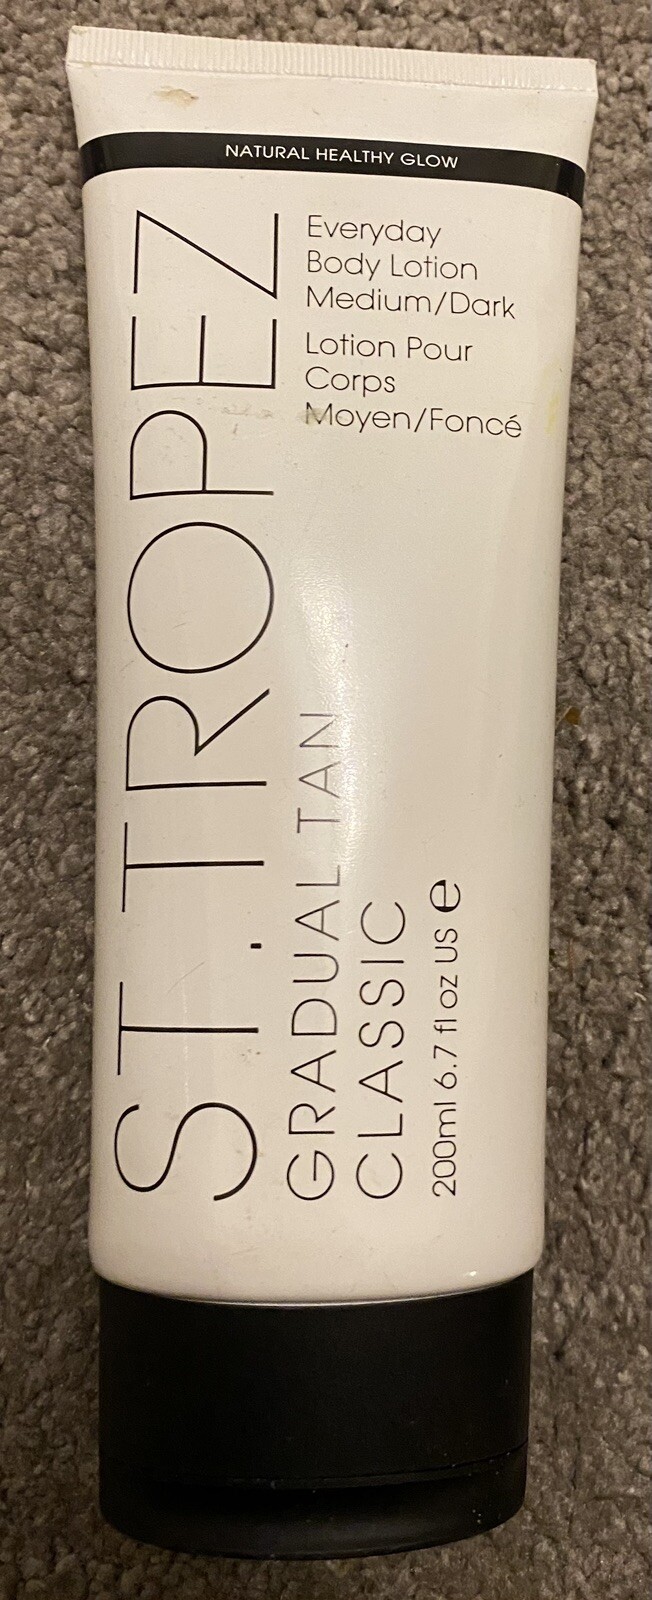 NATURAL HEALTHY GLOW
Everyday
Body Lotion
Medium/Dark
Lotion Pour
Corps
Moyen/Foncé
ST.TROPEZ
GRADUAL TAN
CLASSIC
200ml 6.7 fl oz US e